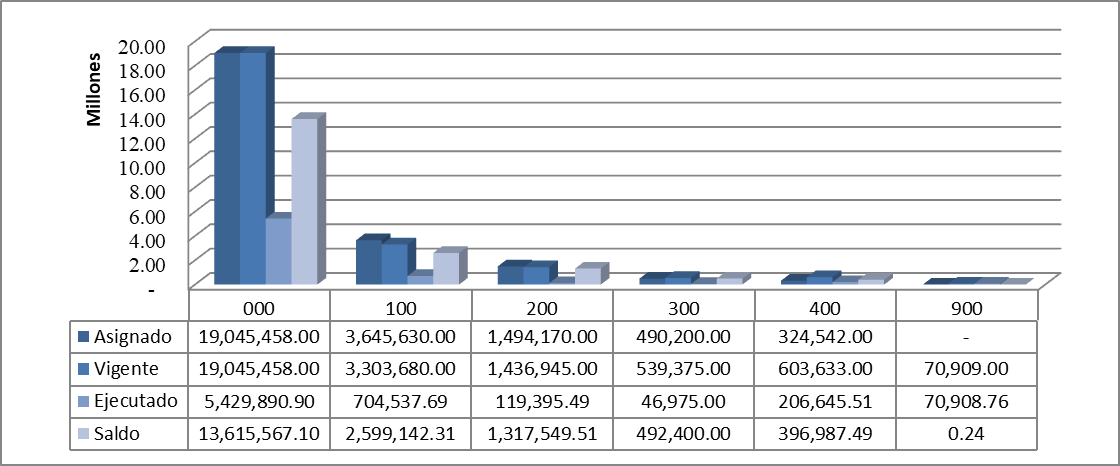 Millones
20.00
18.00
16.00
14.00
12.00
10.00
8.00
6.00
4.00
2.00
-
000 100 200 300 400 900
Asignado 19,045,458.00 3,645,630.00 1,494,170.00 490,200.00 324,542.00 -
Vigente 19,045,458.00 3,303,680.00 1,436,945.00 539,375.00 603,633.00 70,909.00
Ejecutado 5,429,890.90 704,537.69 119,395.49 46,975.00 206,645.51 70,908.76
Saldo 13,615,567.10 2,599,142.31 1,317,549.51 492,400.00 396,987.49 0.24